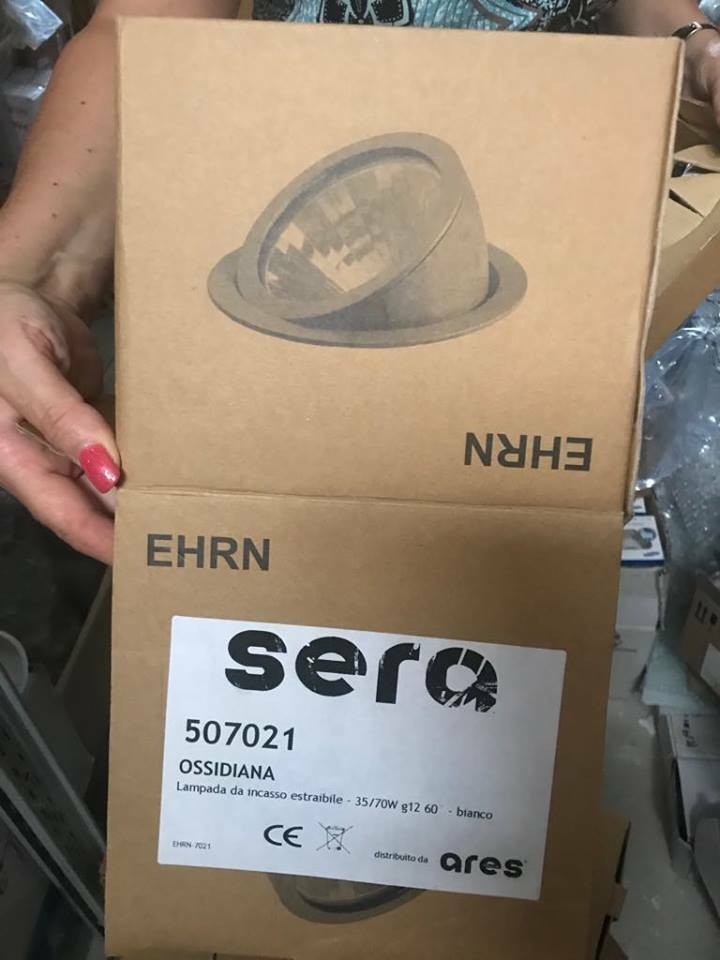 EHRN
EHRN
sera
507021
OSSIDIANA
Lampada da incasso estraibile - 35/70W g12 60° - bianco
CE
EHRN-7021
distribuito da ares